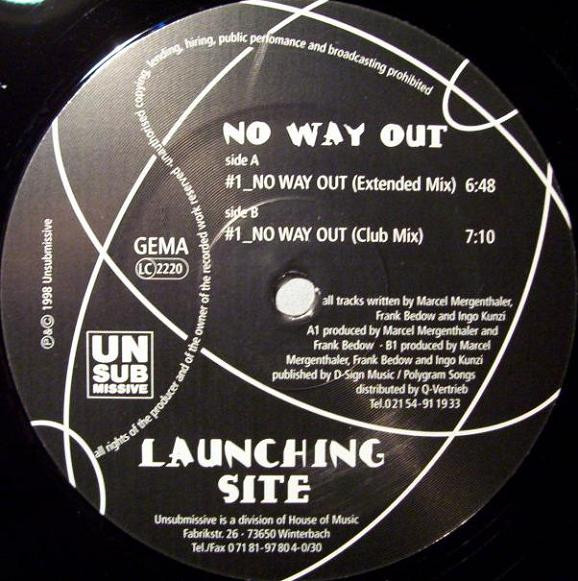 all rights of the producer and of the owner of the recorded work reserved · unauthorised copying, lending, hiring, public perfomance and broadcasting prohibited
NO WAY OUT
side A
#1_NO WAY OUT (Extended Mix) 6:48
side B
#1_NO WAY OUT (Club Mix) 7:10
GEMA
LC 2220
℗&© 1998 Unsubmissive
all tracks written by Marcel Mergenthaler,
Frank Bedow and Ingo Kunzi
A1 produced by Marcel Mergenthaler and
Frank Bedow - B1 produced by Marcel
Mergenthaler, Frank Bedow and Ingo Kunzi
published by D-Sign Music / Polygram Songs
distributed by Q-Vertrieb
Tel.0 21 54 - 91 19 33
UN
SUB
MISSIVE
LAUNCHING
SITE
Unsubmissive is a division of House of Music
Fabrikstr. 26 · 73650 Winterbach
Tel./Fax 0 71 81- 97 80 4-0/30